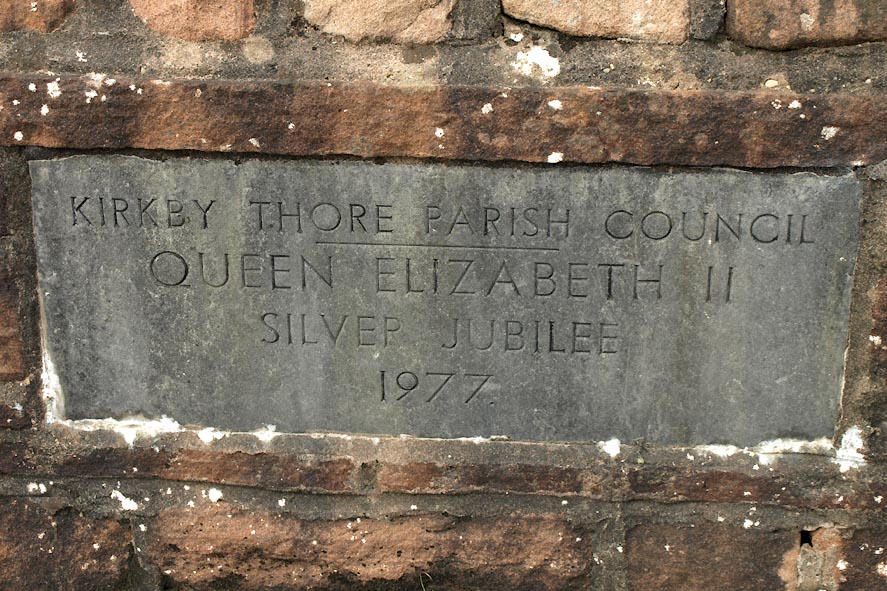 KIRKBY THORE PARISH COUNCIL
QUEEN ELIZABETH II
SILVER JUBILEE
1977.